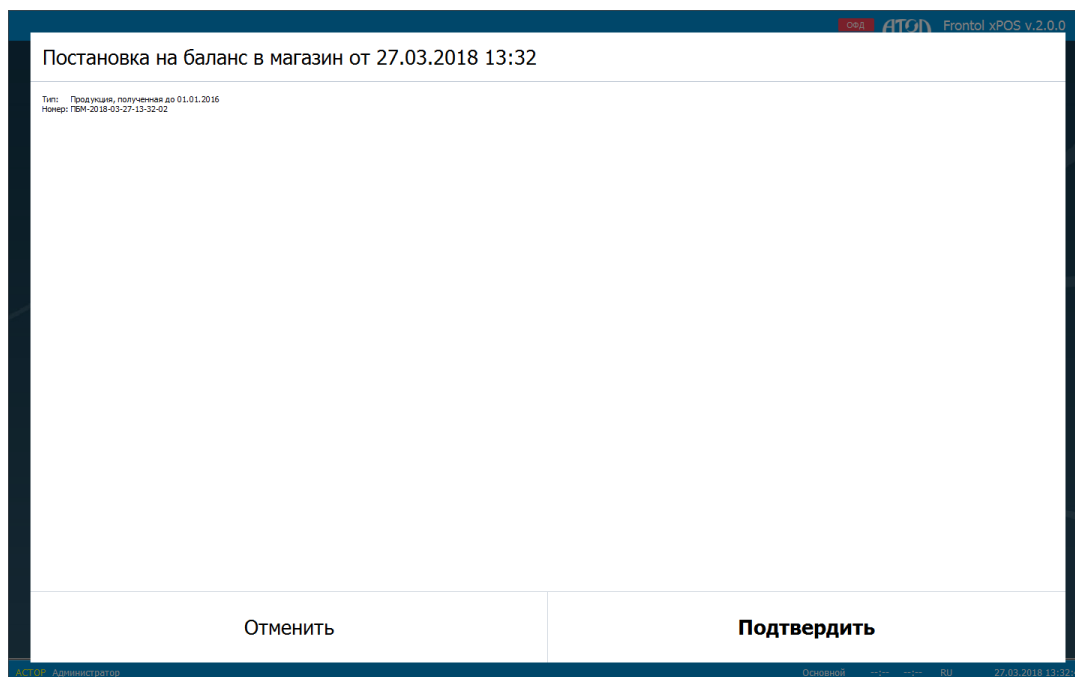 ОФД АТОЛ Frontol xPOS v.2.0.0
Постановка на баланс в магазин от 27.03.2018 13:32
Тип: Продукция, полученная до 01.01.2016
Номер: ПБМ-2018-03-27-13-32-02
Отменить Подтвердить
АСТОР Администратор Основной --:-- --:-- RU 27.03.2018 13:32: